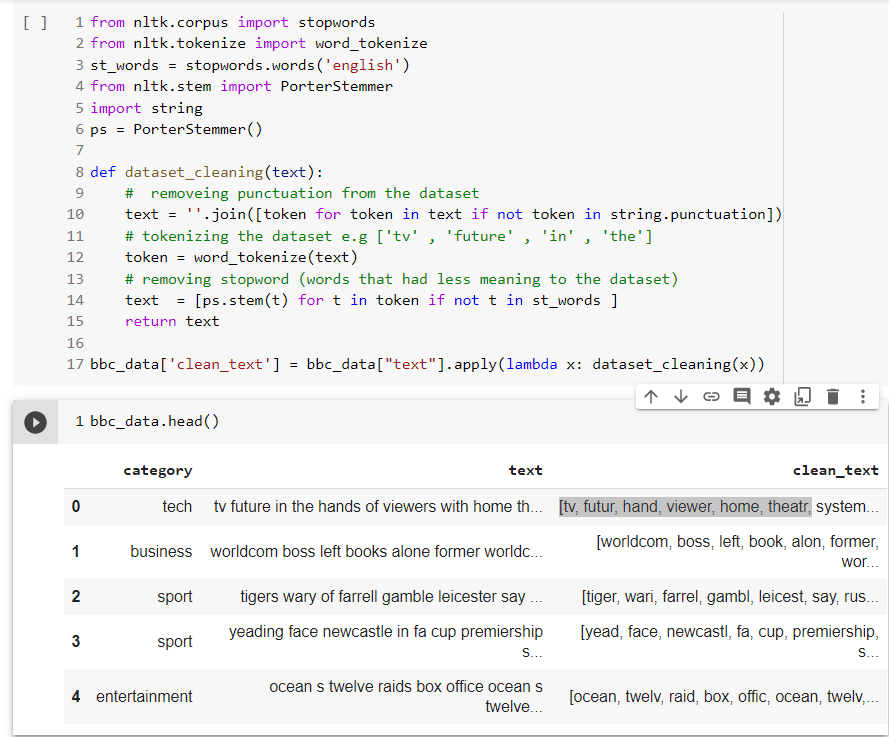 [ ] 1 from nltk.corpus import stopwords
2 from nltk.tokenize import word_tokenize
3 st_words = stopwords.words('english')
4 from nltk.stem import PorterStemmer
5 import string
6 ps = PorterStemmer()
7
8 def dataset_cleaning(text):
9     #  removeing punctuation from the dataset
10     text = ''.join([token for token in text if not token in string.punctuation])
11     # tokenizing the dataset e.g ['tv' , 'future' , 'in' , 'the']
12     token = word_tokenize(text)
13     # removing stopword (words that had less meaning to the dataset)
14     text  = [ps.stem(t) for t in token if not t in st_words ]
15     return text
16
17 bbc_data['clean_text'] = bbc_data["text"].apply(lambda x: dataset_cleaning(x))
1 bbc_data.head()
category text clean_text
0 tech tv future in the hands of viewers with home th... [tv, futur, hand, viewer, home, theatr, system...
1 business worldcom boss left books alone former worldc... [worldcom, boss, left, book, alon, former,
wor...
2 sport tigers wary of farrell gamble leicester say ... [tiger, wari, farrel, gambl, leicest, say, rus...
3 sport yeading face newcastle in fa cup premiership
s... [yead, face, newcastl, fa, cup, premiership,
s...
4 entertainment ocean s twelve raids box office ocean s
twelve... [ocean, twelv, raid, box, offic, ocean, twelv,...